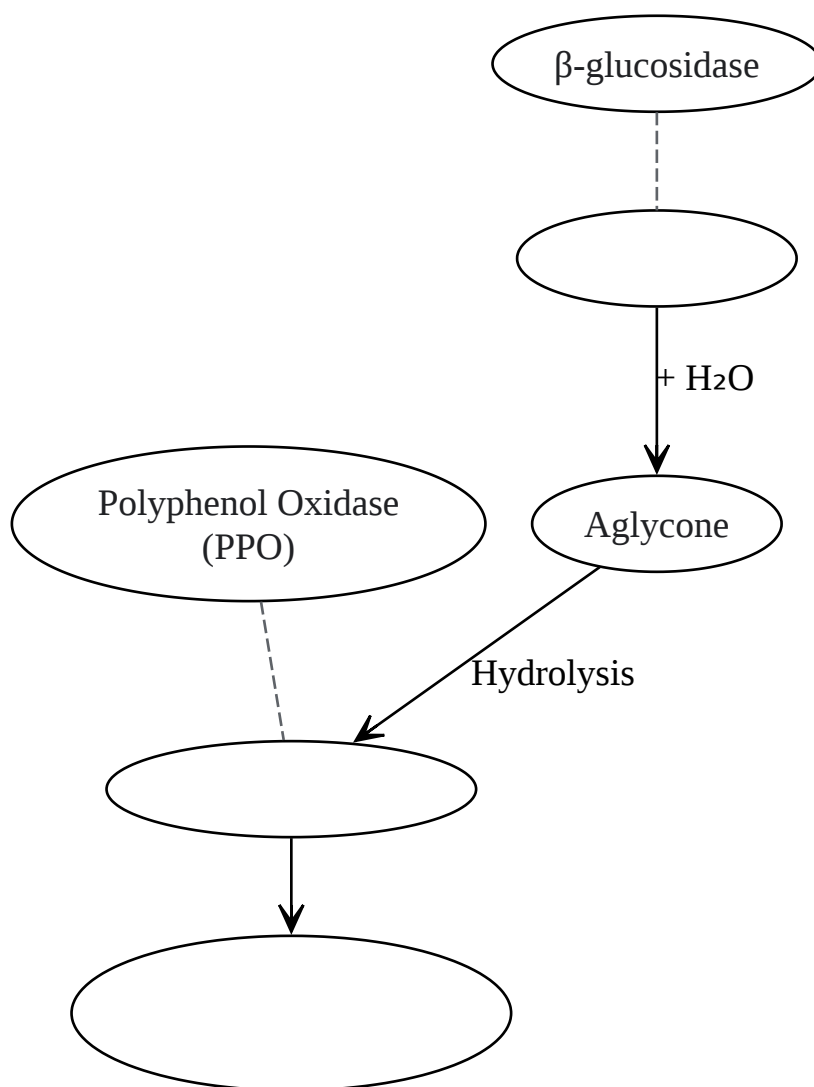 β-glucosidase
+ H₂O
Polyphenol Oxidase
(PPO)
Aglycone
Hydrolysis